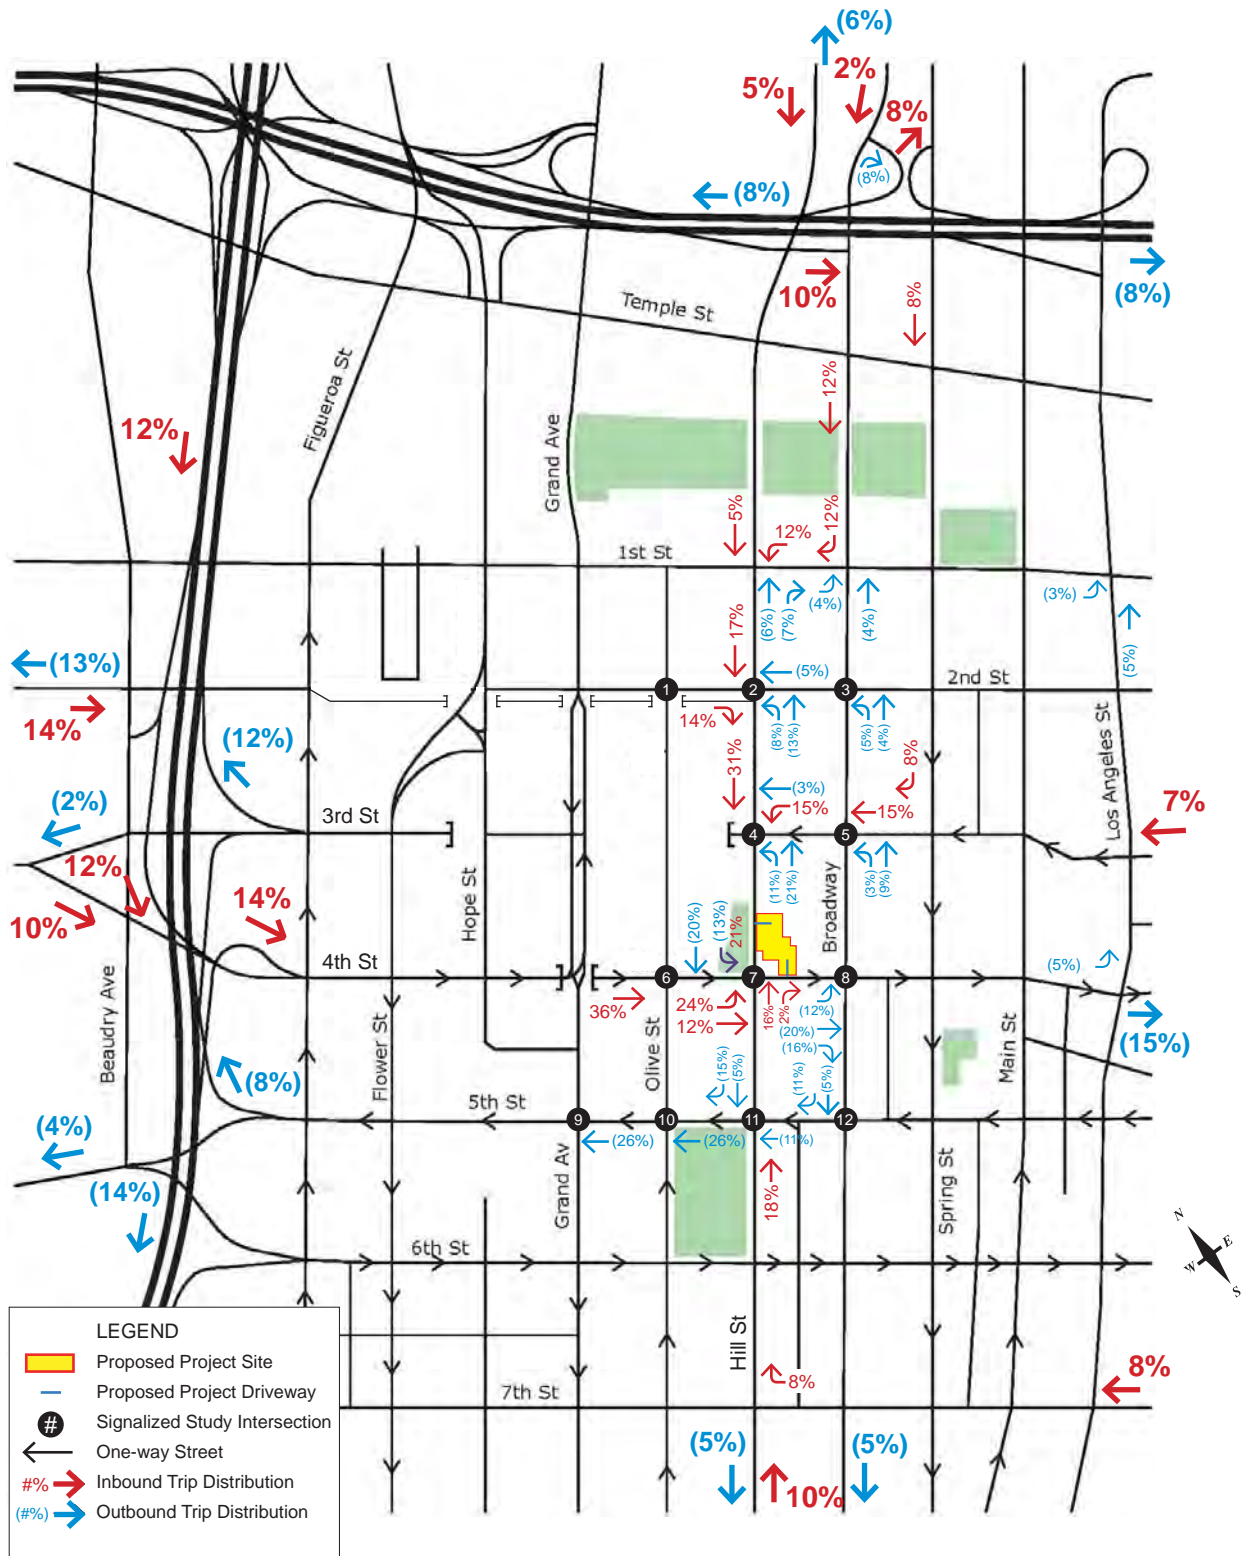 (6%)
2%
5%
8%
(8%)
(8%)
10%
(8%)
Temple St
8%
Figueroa St
12%
12%
Grand Ave
5%
12%
12%
1st St
(6%)
(7%)
(4%)
(4%)
(3%)
(5%)
17%
(13%)
(5%)
1
2
3
2nd St
14%
14%
(8%)
(13%)
(5%)
(4%)
(12%)
31%
8%
Los Angeles St
(2%)
(3%)
15%
15%
7%
3rd St
4
5
12%
(11%)
(21%)
(3%)
(9%)
10%
14%
Hope St
(20%)
(13%)
21%
Broadway
4th St
6
7
8
(5%)
Beaudry Ave
36%
24%
12%
16%
2%
(12%)
(20%)
(16%)
(15%)
Flower St
Olive St
Main St
(8%)
(15%)
(5%)
(11%)
(5%)
5th St
9
10
11
12
(4%)
(26%)
(26%)
(11%)
(14%)
Grand Av
18%
Spring St
6th St
N
E
W
S
Hill St
8%
7th St
8%
(5%)
(5%)
10%
LEGEND
Proposed Project Site
Proposed Project Driveway
# Signalized Study Intersection
One-way Street
#% Inbound Trip Distribution
(#%) Outbound Trip Distribution